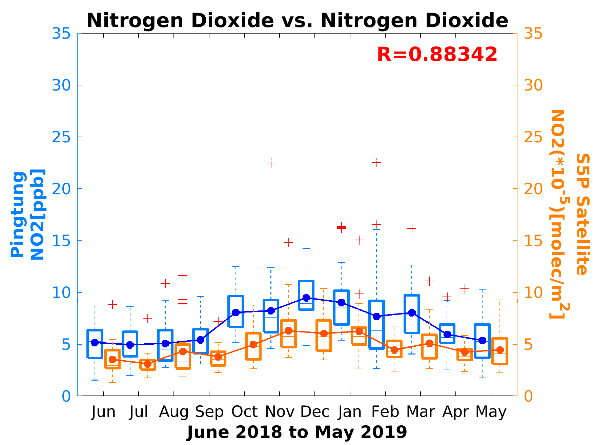 Nitrogen Dioxide vs. Nitrogen Dioxide
R=0.88342
35 35
30 30
25 25
20 20
15 15
10 10
5 5
0 0
Pingtung
NO2[ppb]
S5P Satellite
NO2(*10^-5)[molec/m^2]
Jun Jul Aug Sep Oct Nov Dec Jan Feb Mar Apr May
June 2018 to May 2019